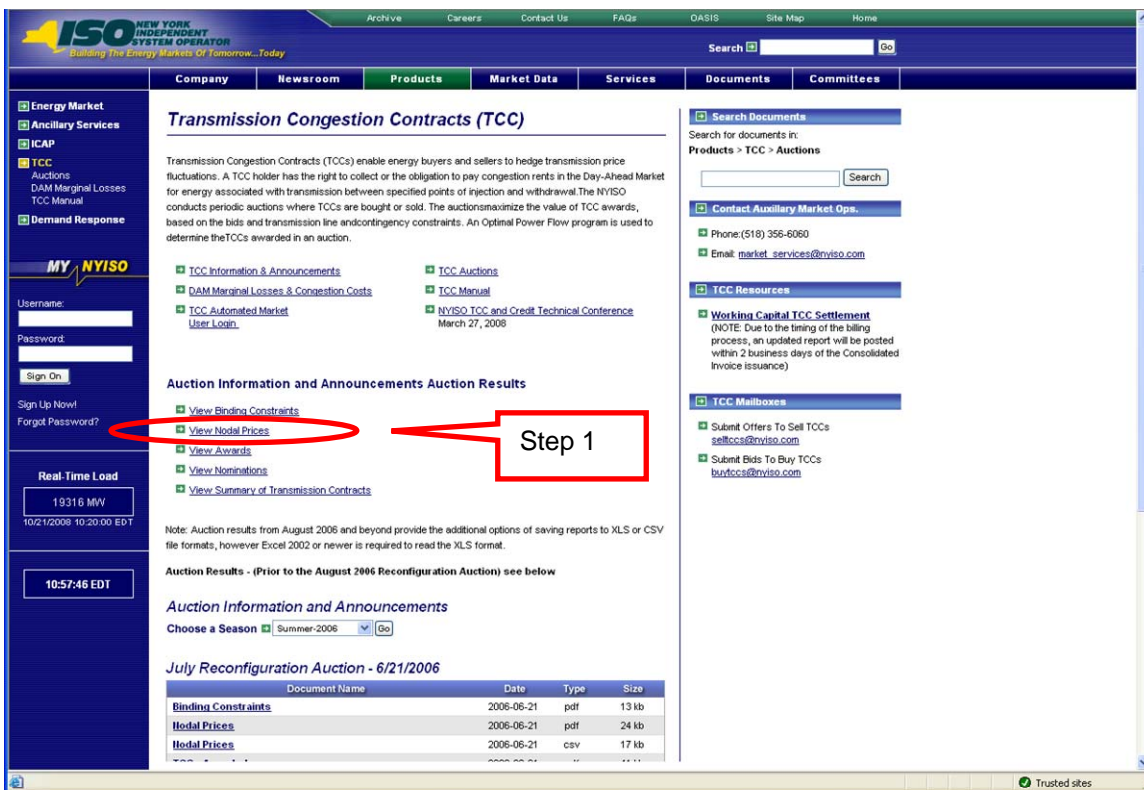 Archive Careers Contact Us FAQs OASIS Site Map Home
ISO
NEW YORK
INDEPENDENT
SYSTEM OPERATOR
Building The Energy Markets Of Tomorrow...Today
Search Go
Company Newsroom Products Market Data Services Documents Committees
Energy Market
Ancillary Services
ICAP
TCC
Auctions
DAM Marginal Losses
TCC Manual
Demand Response
MY NYISO
Username:
Password:
Sign On
Sign Up Now!
Forgot Password?
Real-Time Load
19316 MW
10/21/2008 10:20:00 EDT
10:57:46 EDT
Transmission Congestion Contracts (TCC)
Transmission Congestion Contracts (TCCs) enable energy buyers and sellers to hedge transmission price
fluctuations. A TCC holder has the right to collect or the obligation to pay congestion rents in the Day-Ahead Market
for energy associated with transmission between specified points of injection and withdrawal.The NYISO
conducts periodic auctions where TCCs are bought or sold. The auctionsmaximize the value of TCC awards,
based on the bids and transmission line andcontingency constraints. An Optimal Power Flow program is used to
determine theTCCs awarded in an auction.
TCC Information & Announcements
DAM Marginal Losses & Congestion Costs
TCC Automated Market
User Login
TCC Auctions
TCC Manual
NYISO TCC and Credit Technical Conference
March 27, 2008
Auction Information and Announcements Auction Results
View Binding Constraints
View Nodal Prices
View Awards
View Nominations
View Summary of Transmission Contracts
Step 1
Note: Auction results from August 2006 and beyond provide the additional options of saving reports to XLS or CSV
file formats, however Excel 2002 or newer is required to read the XLS format.
Auction Results - (Prior to the August 2006 Reconfiguration Auction) see below
Auction Information and Announcements
Choose a Season Summer-2006 Go
July Reconfiguration Auction - 6/21/2006
Document Name Date Type Size
Binding Constraints 2006-06-21 pdf 13 kb
Nodal Prices 2006-06-21 pdf 24 kb
Nodal Prices 2006-06-21 csv 17 kb
Search Documents
Search for documents in:
Products > TCC > Auctions
Search
Contact Auxillary Market Ops.
Phone:(518) 356-6060
Email: market_services@nyiso.com
TCC Resources
Working Capital TCC Settlement
(NOTE: Due to the timing of the billing
process, an updated report will be posted
within 2 business days of the Consolidated
Invoice issuance)
TCC Mailboxes
Submit Offers To Sell TCCs
selltccs@nyiso.com
Submit Bids To Buy TCCs
buytccs@nyiso.com
Trusted sites